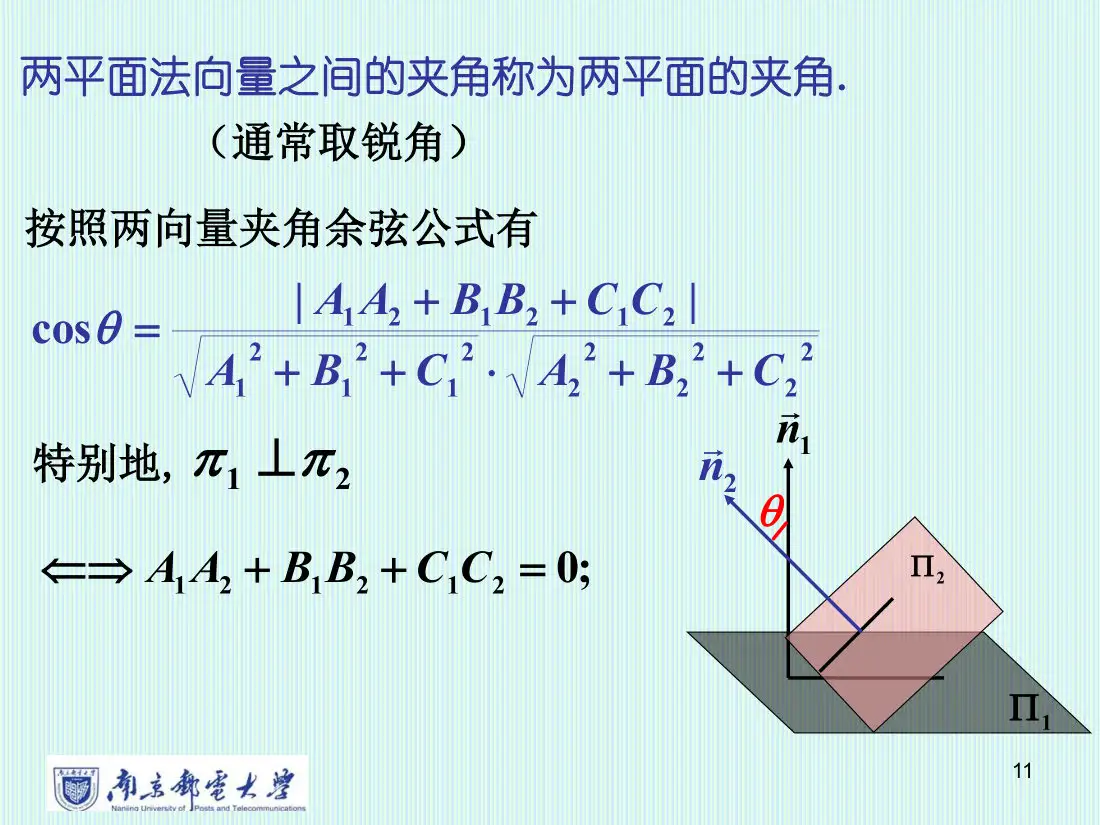 两平面法向量之间的夹角称为两平面的夹角.
（通常取锐角）
按照两向量夹角余弦公式有
cosθ = | A₁A₂ + B₁B₂ + C₁C₂ | / √(A₁² + B₁² + C₁²) · √(A₂² + B₂² + C₂²)
特别地, π₁ ⊥ π₂
⇐⇒ A₁A₂ + B₁B₂ + C₁C₂ = 0;
n⃗₁
n⃗₂
θ
Π₂
Π₁
南京邮电大学
Nanjing University of Posts and Telecommunications
11